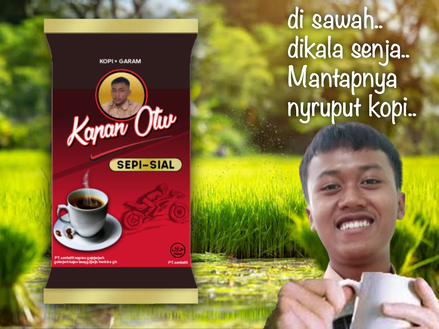 di sawah..
dikala senja..
Mantapnya
nyruput kopi..
KOPI+ GARAM
Kapan Otw
SEPI-SIAL